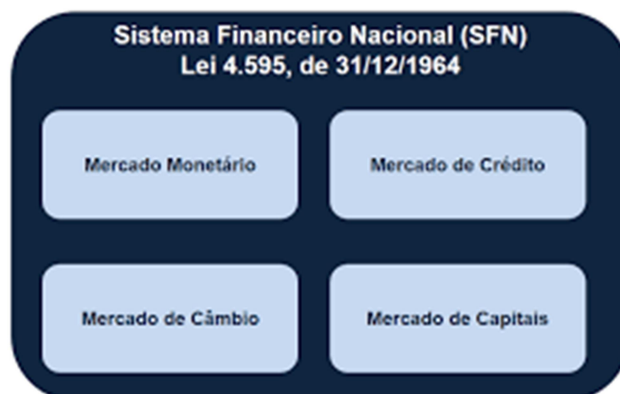 Sistema Financeiro Nacional (SFN)
Lei 4.595, de 31/12/1964
Mercado Monetário
Mercado de Crédito
Mercado de Câmbio
Mercado de Capitais